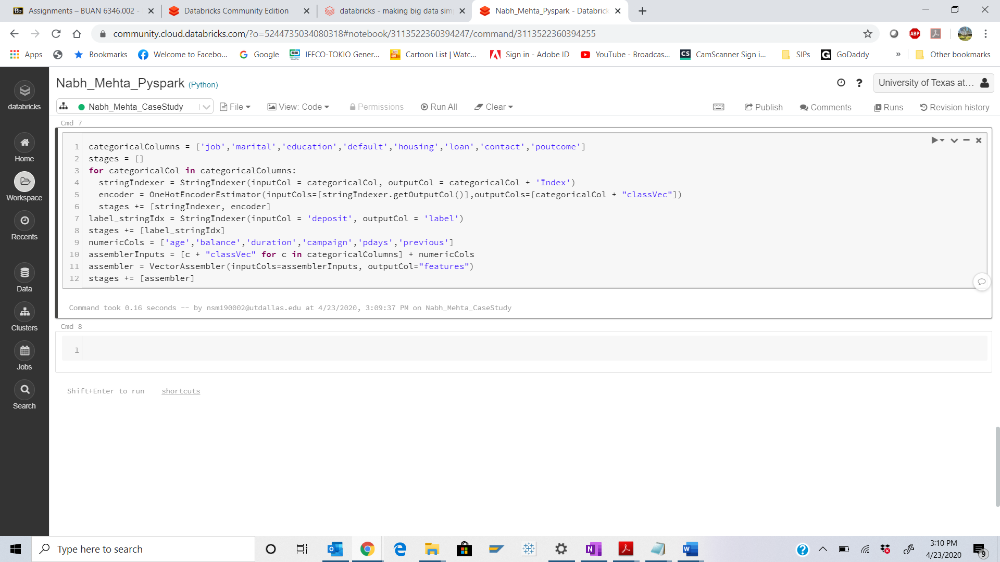 Assignments – BUAN 6346.002 -
Databricks Community Edition
databricks - making big data sim
Nabh_Mehta_Pyspark - Databrick
community.cloud.databricks.com/?o=5244735034080318#notebook/3113522360394247/command/3113522360394255
ABP
Apps
Bookmarks
Welcome to Facebo...
Google
IFFCO-TOKIO Gener...
Cartoon List | Watc...
Sign in - Adobe ID
YouTube - Broadcas...
CS
CamScanner Sign i...
SIPs
GoDaddy
»
Other bookmarks
databricks
Home
Workspace
Recents
Data
Clusters
Jobs
Search
Nabh_Mehta_Pyspark (Python)
?
University of Texas at...
Nabh_Mehta_CaseStudy
File
View: Code
Permissions
Run All
Clear
Publish
Comments
Runs
Revision history
Cmd 7
1 categoricalColumns = ['job','marital','education','default','housing','loan','contact','poutcome']
2 stages = []
3 for categoricalCol in categoricalColumns:
4   stringIndexer = StringIndexer(inputCol = categoricalCol, outputCol = categoricalCol + 'Index')
5   encoder = OneHotEncoderEstimator(inputCols=[stringIndexer.getOutputCol()],outputCols=[categoricalCol + "classVec"])
6   stages += [stringIndexer, encoder]
7 label_stringIdx = StringIndexer(inputCol = 'deposit', outputCol = 'label')
8 stages += [label_stringIdx]
9 numericCols = ['age','balance','duration','campaign','pdays','previous']
10 assemblerInputs = [c + "classVec" for c in categoricalColumns] + numericCols
11 assembler = VectorAssembler(inputCols=assemblerInputs, outputCol="features")
12 stages += [assembler]
Command took 0.16 seconds -- by nsm190002@utdallas.edu at 4/23/2020, 3:09:37 PM on Nabh_Mehta_CaseStudy
Cmd 8
1
Shift+Enter to run shortcuts
Type here to search
3:10 PM
4/23/2020
9